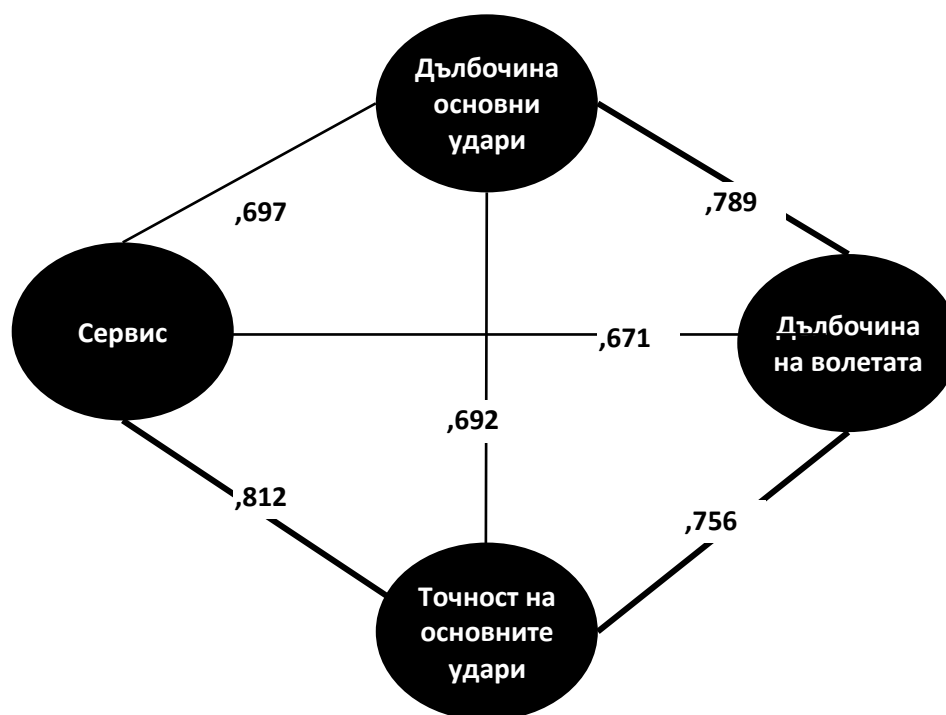 Дълбочина
основни
удари
,697
,789
Сервис
,671
Дълбочина
на волетата
,692
,812
,756
Точност на
основните
удари